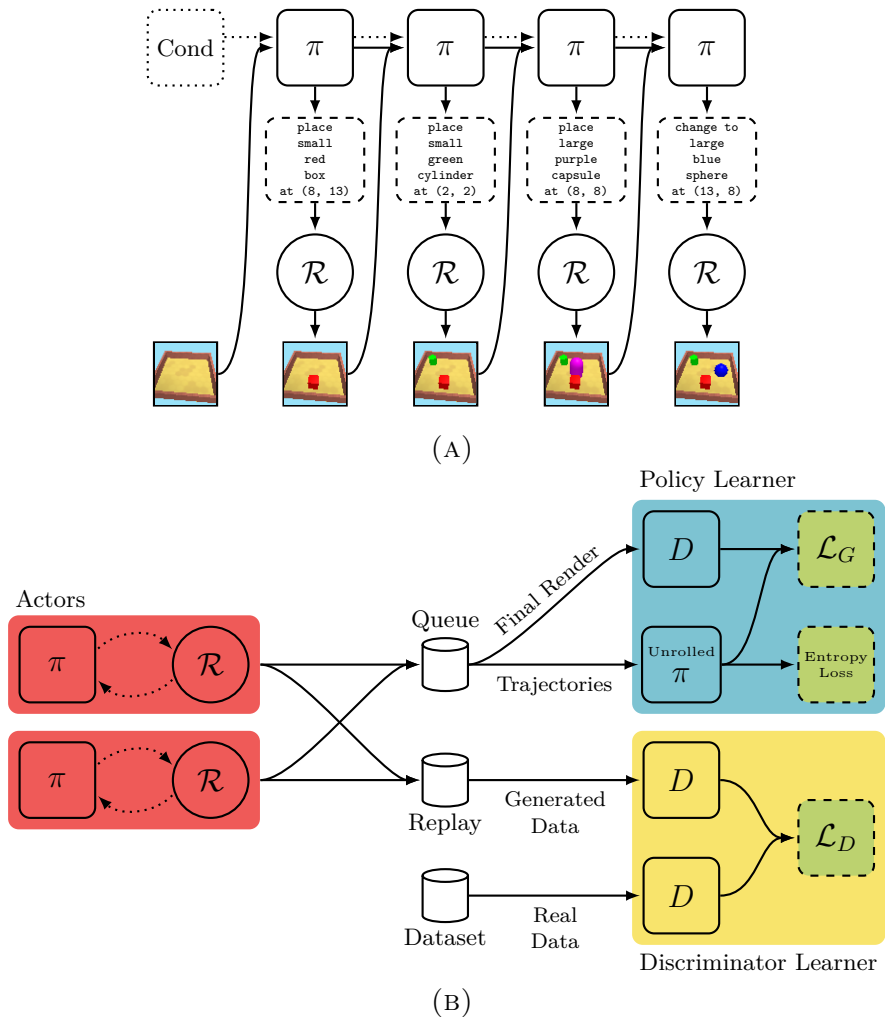 Cond
π
π
π
π
place
small
red
box
at (8, 13)
place
small
green
cylinder
at (2, 2)
place
large
purple
capsule
at (8, 8)
change to
large
blue
sphere
at (13, 8)
ℛ
ℛ
ℛ
ℛ
(A)
Policy Learner
D
ℒ_G
Final Render
Actors
Queue
π
ℛ
Trajectories
Unrolled
π
Entropy
Loss
π
ℛ
Replay
Generated
Data
D
ℒ_D
Dataset
Real
Data
D
Discriminator Learner
(B)